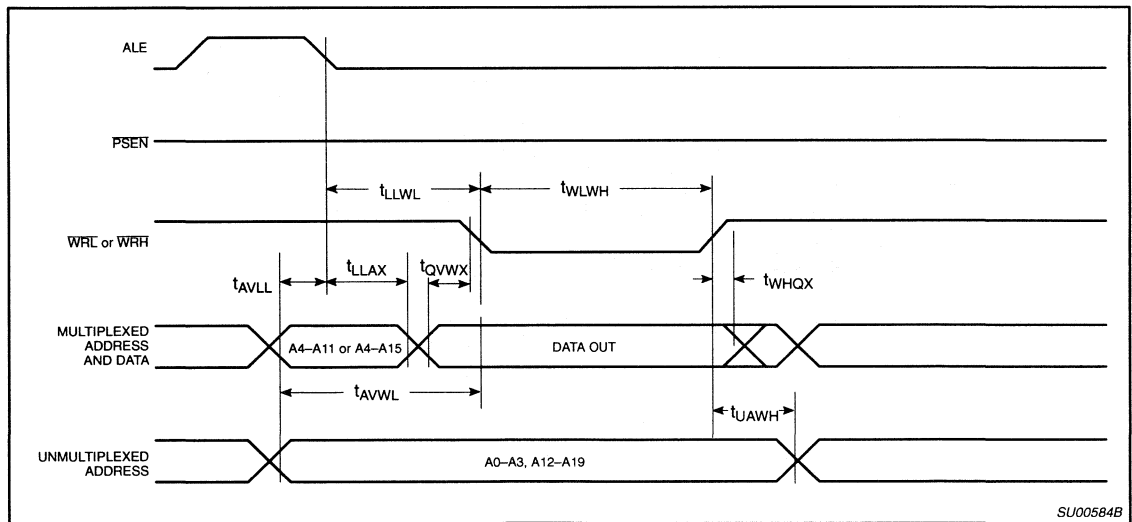 ALE
PSEN
tLLWL
tWLWH
WRL or WRH
tAVLL
tLLAX
tQVWX
tWHQX
MULTIPLEXED
ADDRESS
AND DATA
A4–A11 or A4–A15
DATA OUT
tAVWL
tUAWH
UNMULTIPLEXED
ADDRESS
A0–A3, A12–A19
SU00584B